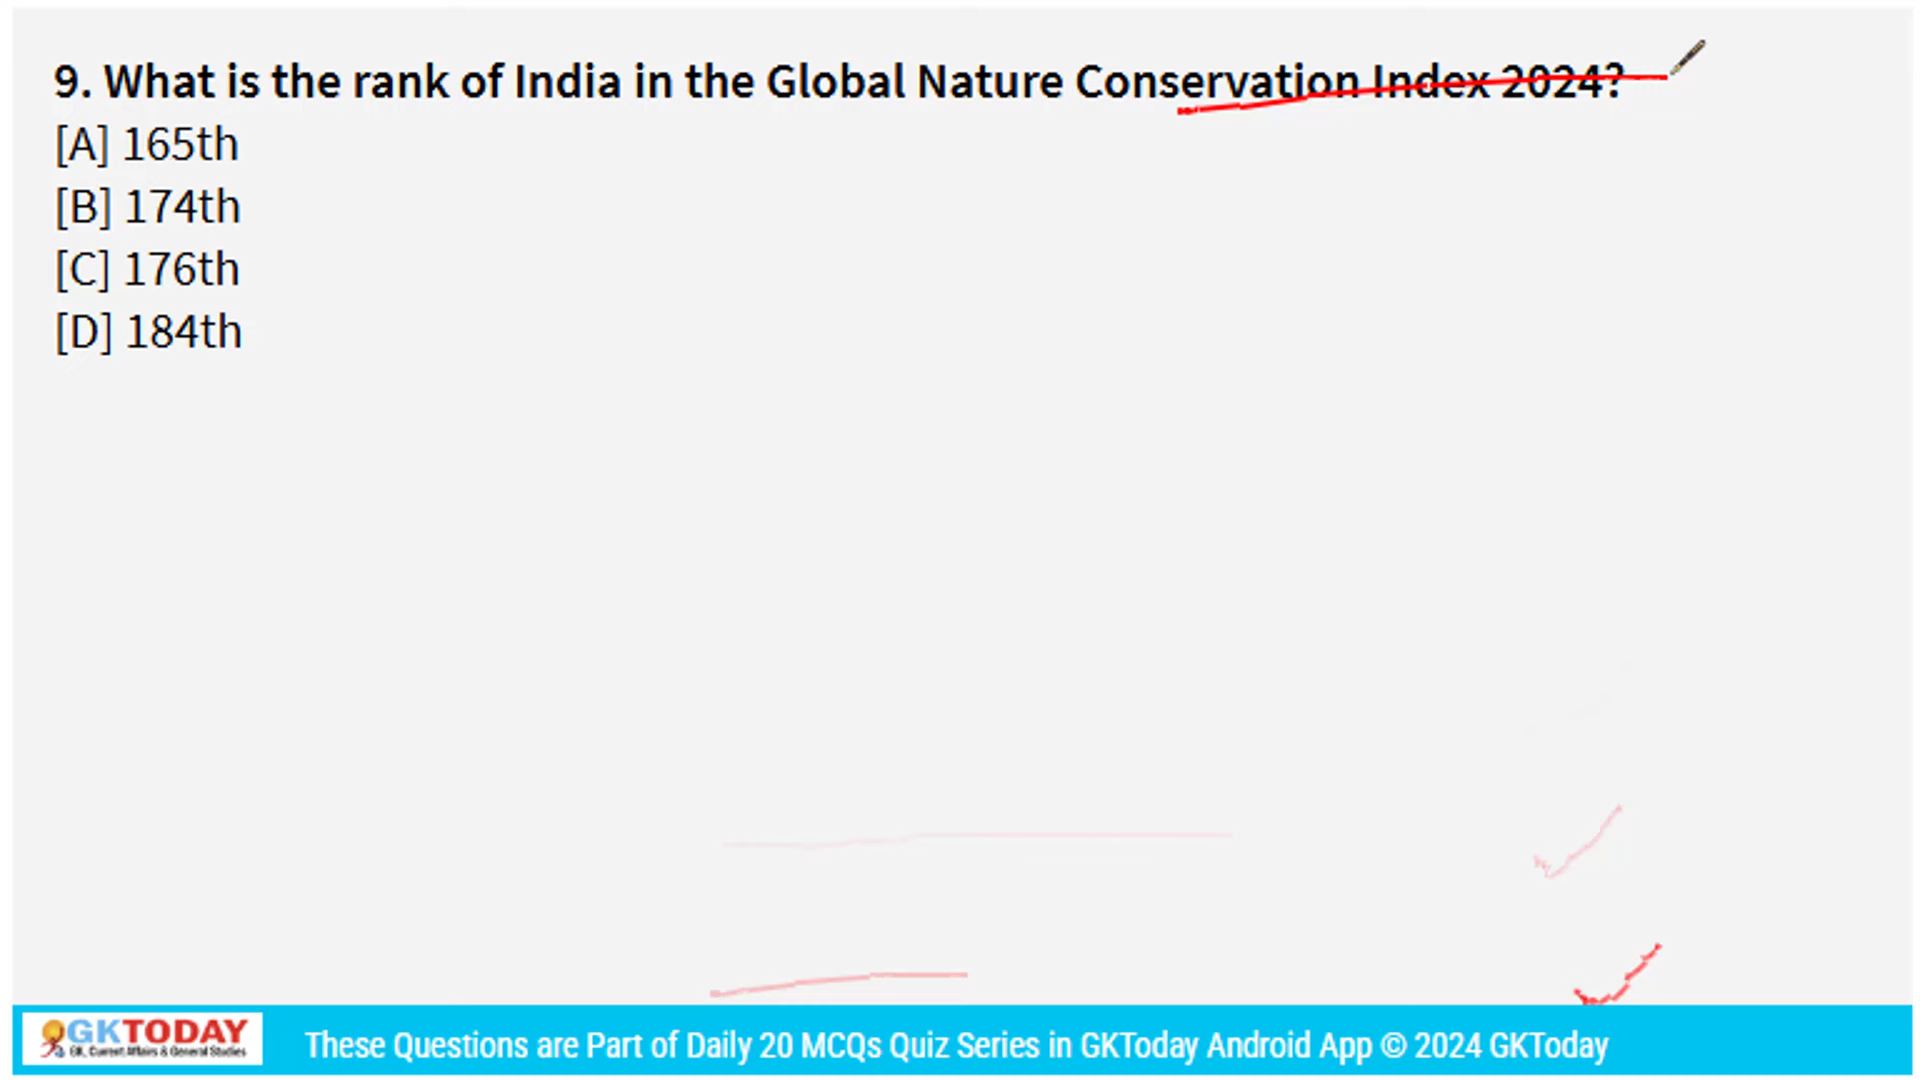 9. What is the rank of India in the Global Nature Conservation Index 2024?
[A] 165th
[B] 174th
[C] 176th
[D] 184th
GKTODAY
GK, Current Affairs & General Studies
These Questions are Part of Daily 20 MCQs Quiz Series in GKToday Android App © 2024 GKToday